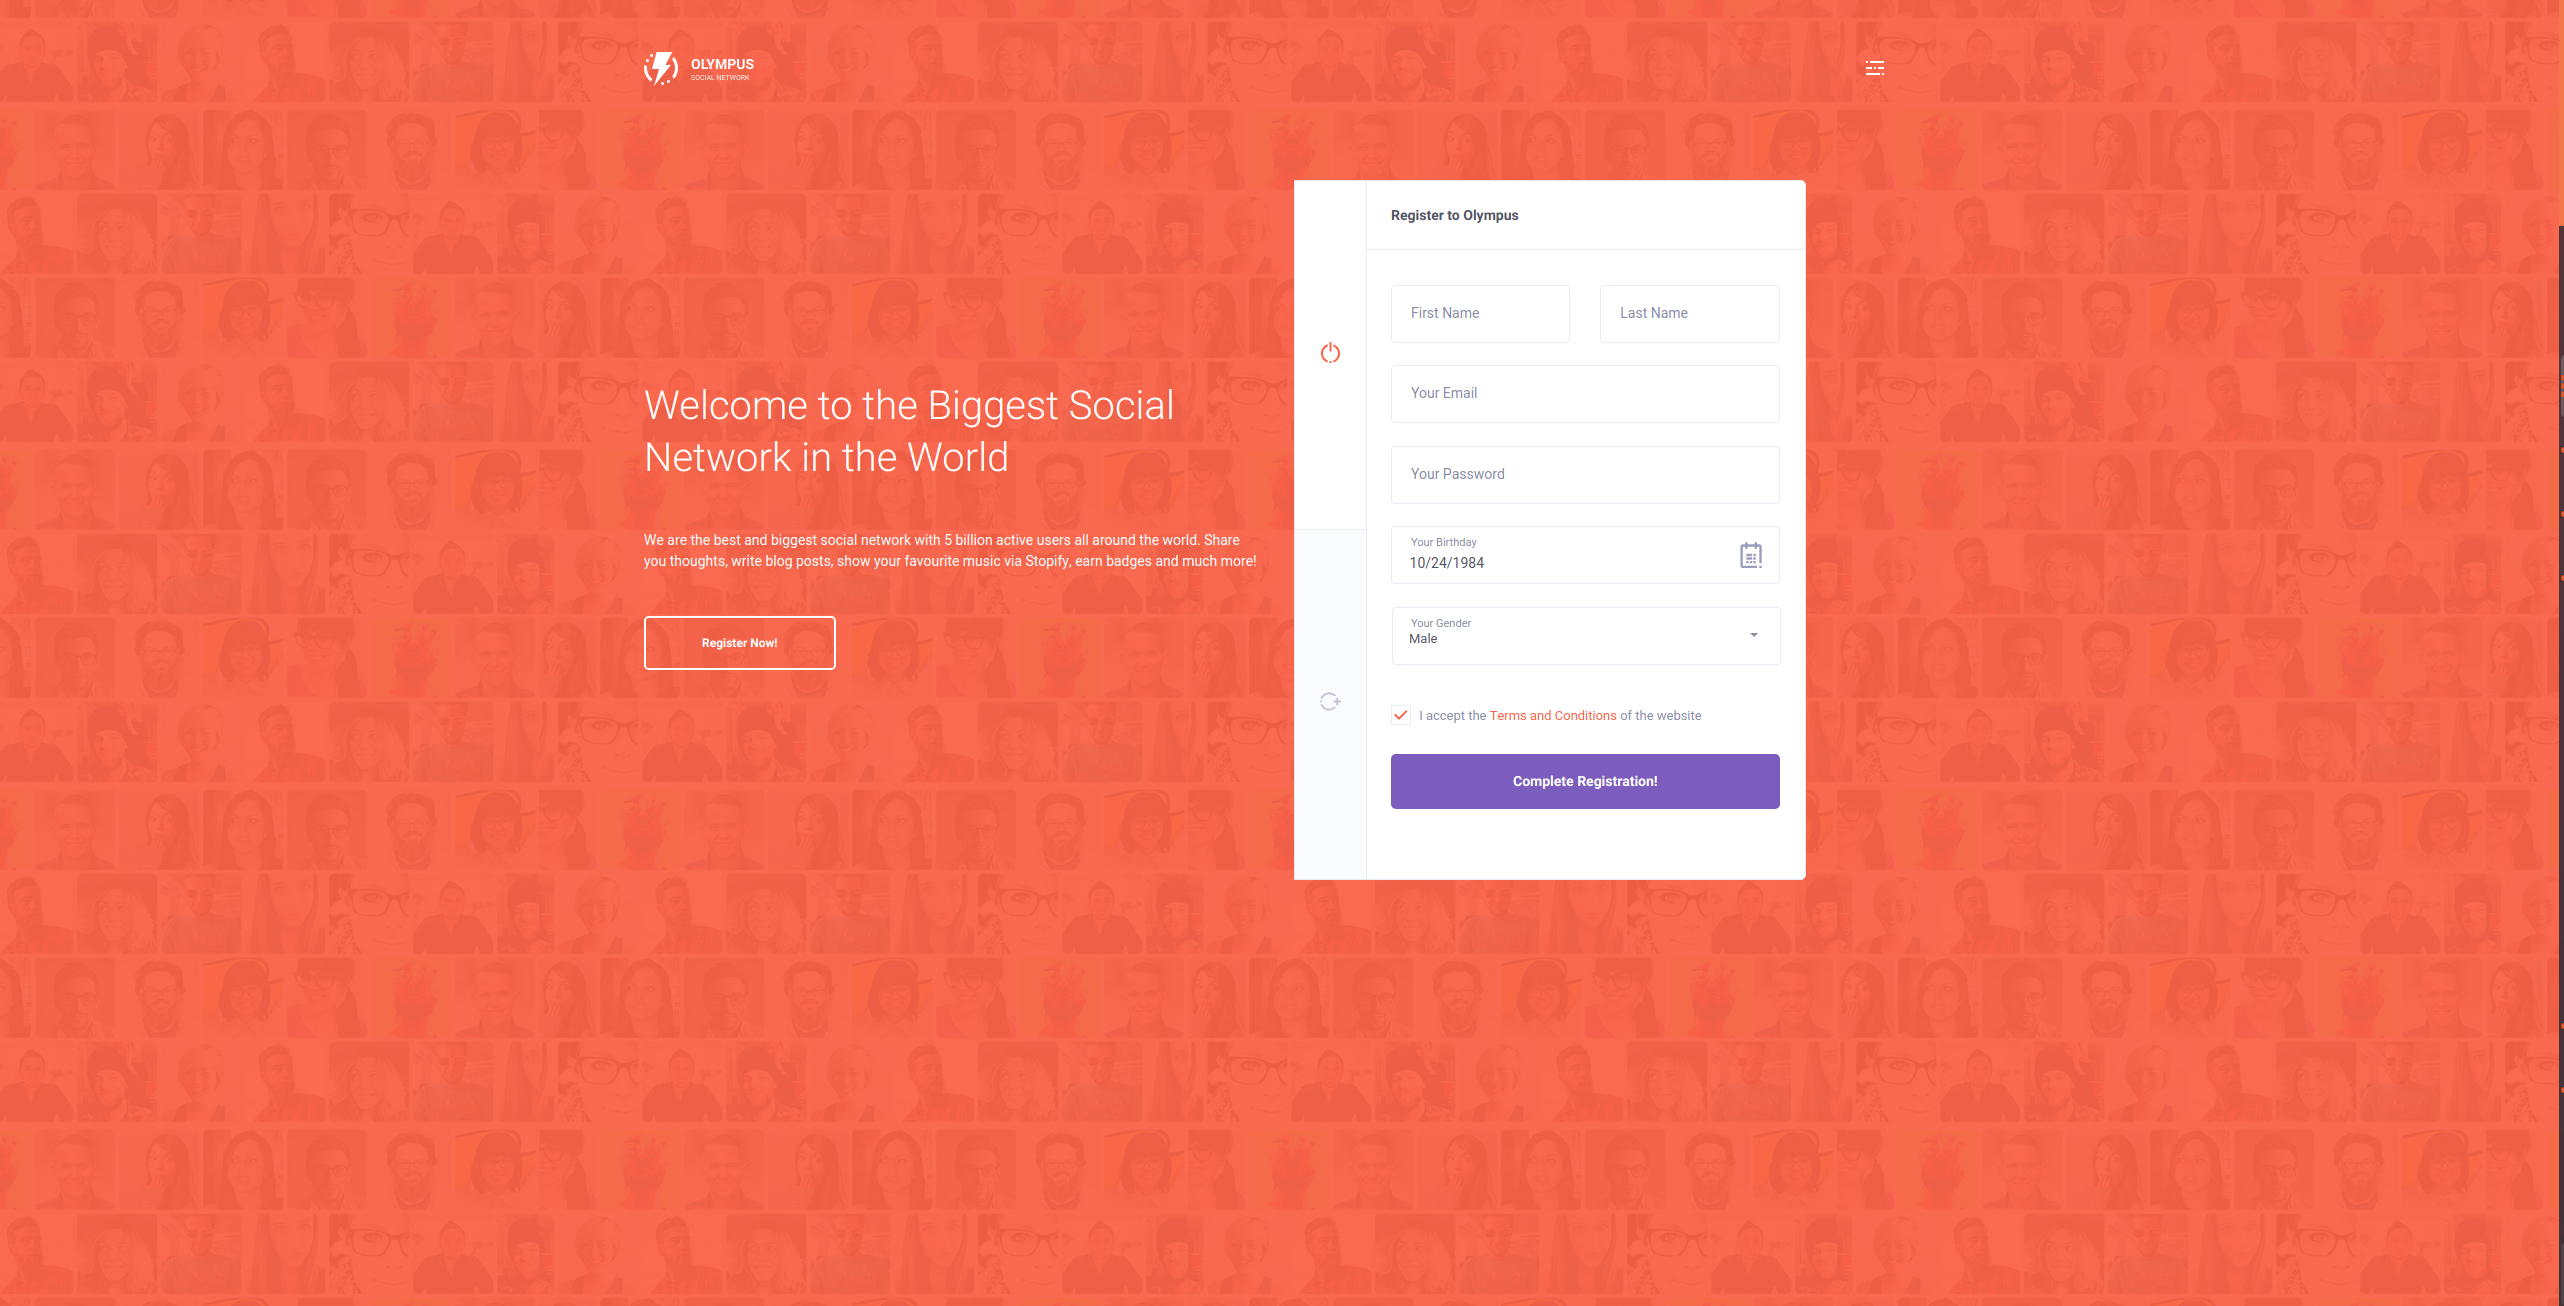 OLYMPUS
SOCIAL NETWORK
Welcome to the Biggest Social
Network in the World
We are the best and biggest social network with 5 billion active users all around the world. Share
you thoughts, write blog posts, show your favourite music via Stopify, earn badges and much more!
Register Now!
Register to Olympus
First Name
Last Name
Your Email
Your Password
Your Birthday
10/24/1984
Your Gender
Male
I accept the Terms and Conditions of the website
Complete Registration!